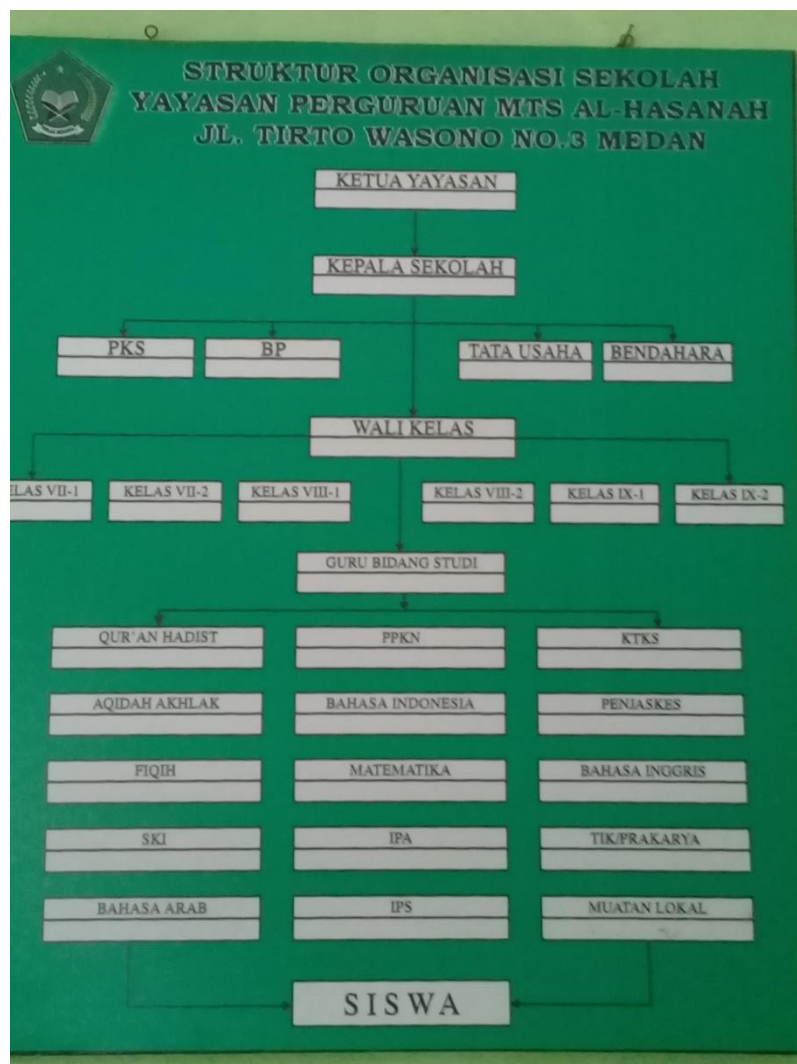 STRUKTUR ORGANISASI SEKOLAH
YAYASAN PERGURUAN MTS AL-HASANAH
JL. TIRTO WASONO NO.3 MEDAN
KETUA YAYASAN
KEPALA SEKOLAH
PKS BP TATA USAHA BENDAHARA
WALI KELAS
ELAS VII-1 KELAS VII-2 KELAS VIII-1 KELAS VIII-2 KELAS IX-1 KELAS IX-2
GURU BIDANG STUDI
QUR'AN HADIST PPKN KTKS
AQIDAH AKHLAK BAHASA INDONESIA PENJASKES
FIQIH MATEMATIKA BAHASA INGGRIS
SKI IPA TIK/PRAKARYA
BAHASA ARAB IPS MUATAN LOKAL
SISWA